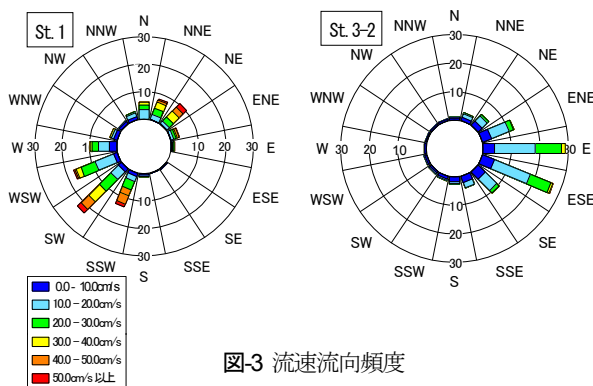 St. 1
N
NNE
NE
ENE
E
ESE
SE
SSE
S
SSW
SW
WSW
W
WNW
NW
NNW
30
20
10
30 20 1
10 20 30
10
20
30
St. 3-2
N
NNE
NE
ENE
E
ESE
SE
SSE
S
SSW
SW
WSW
W
WNW
NW
NNW
30
20
10
30 20 10
30
10
20
30
0.0 - 10.0cm/s
10.0 - 20.0cm/s
20.0 - 30.0cm/s
30.0 - 40.0cm/s
40.0 - 50.0cm/s
50.0cm/s 以上
図-3 流速流向頻度